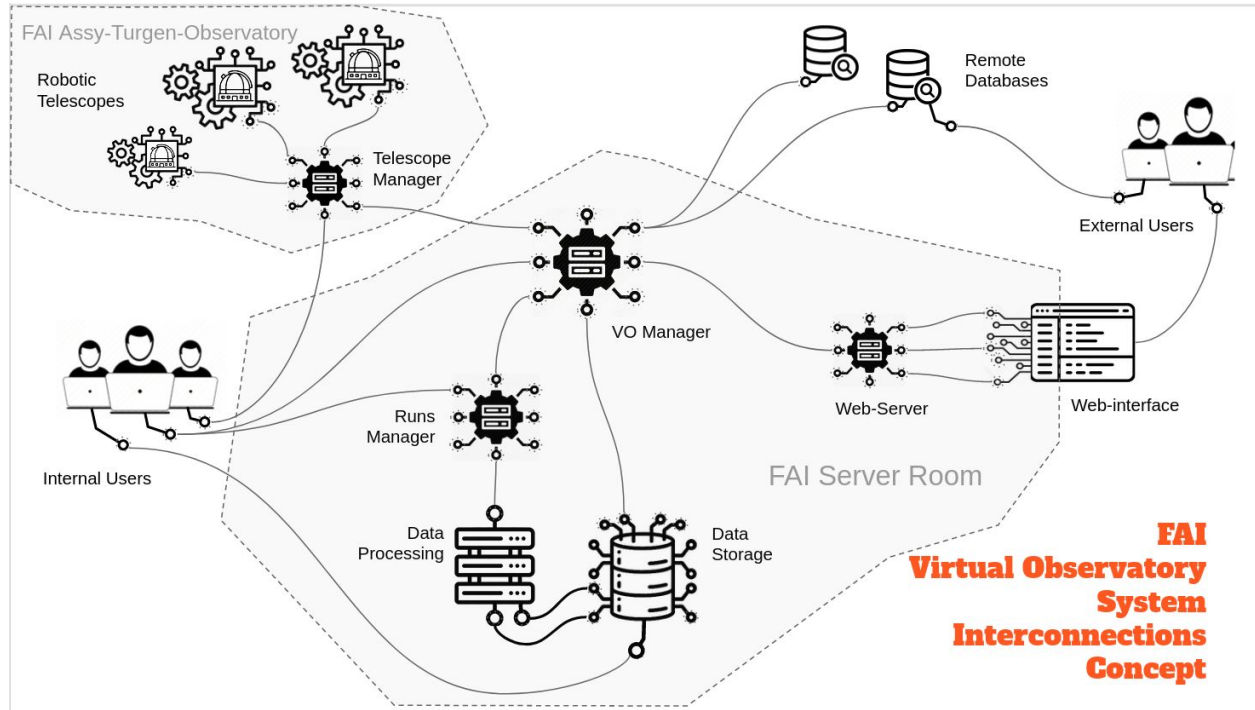 FAI Assy-Turgen-Observatory
Robotic
Telescopes
Telescope
Manager
Remote
Databases
External Users
VO Manager
Internal Users
Runs
Manager
Web-Server
Web-interface
FAI Server Room
Data
Processing
Data
Storage
FAI
Virtual Observatory
System
Interconnections
Concept